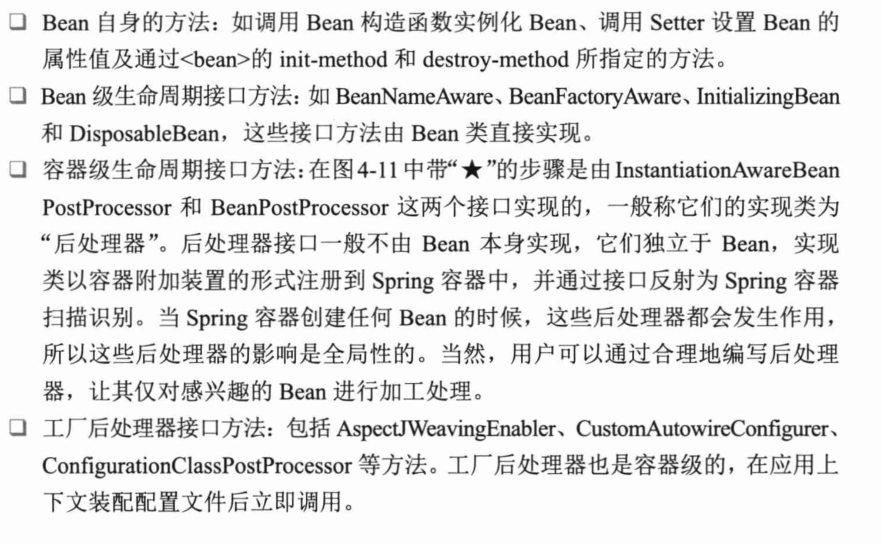 ❏ Bean 自身的方法：如调用 Bean 构造函数实例化 Bean、调用 Setter 设置 Bean 的
属性值及通过<bean>的 init-method 和 destroy-method 所指定的方法。
❏ Bean 级生命周期接口方法：如 BeanNameAware、BeanFactoryAware、InitializingBean
和 DisposableBean，这些接口方法由 Bean 类直接实现。
❏ 容器级生命周期接口方法：在图 4-11 中带“★”的步骤是由 InstantiationAwareBean
PostProcessor 和 BeanPostProcessor 这两个接口实现的，一般称它们的实现类为
“后处理器”。后处理器接口一般不由 Bean 本身实现，它们独立于 Bean，实现
类以容器附加装置的形式注册到 Spring 容器中，并通过接口反射为 Spring 容器
扫描识别。当 Spring 容器创建任何 Bean 的时候，这些后处理器都会发生作用，
所以这些后处理器的影响是全局性的。当然，用户可以通过合理地编写后处理
器，让其仅对感兴趣的 Bean 进行加工处理。
❏ 工厂后处理器接口方法：包括 AspectJWeavingEnabler、CustomAutowireConfigurer、
ConfigurationClassPostProcessor 等方法。工厂后处理器也是容器级的，在应用上
下文装配配置文件后立即调用。